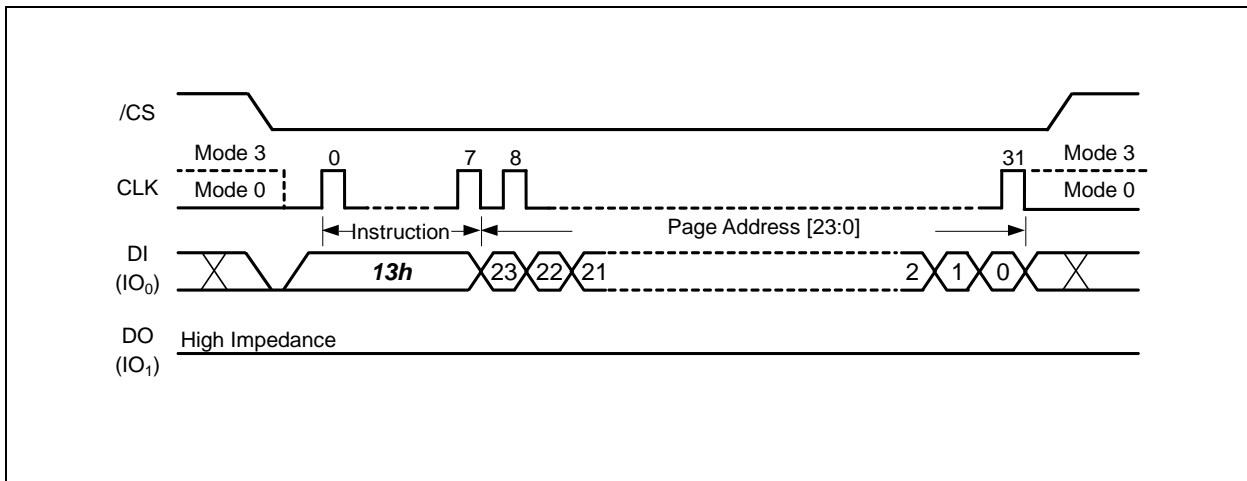 /CS
Mode 3 0 7 8 31 Mode 3
CLK Mode 0 Mode 0
Instruction Page Address [23:0]
DI
(IO₀) 13h 23 22 21 2 1 0
DO High Impedance
(IO₁)